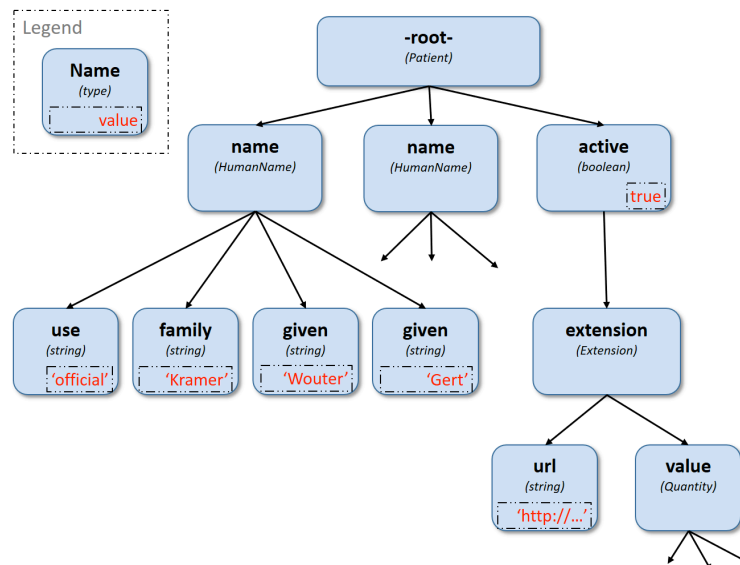 Legend
Name
(type)
value
-root-
(Patient)
name
(HumanName)
name
(HumanName)
active
(boolean)
true
use
(string)
‘official’
family
(string)
‘Kramer’
given
(string)
‘Wouter’
given
(string)
‘Gert’
extension
(Extension)
url
(string)
‘http://...’
value
(Quantity)